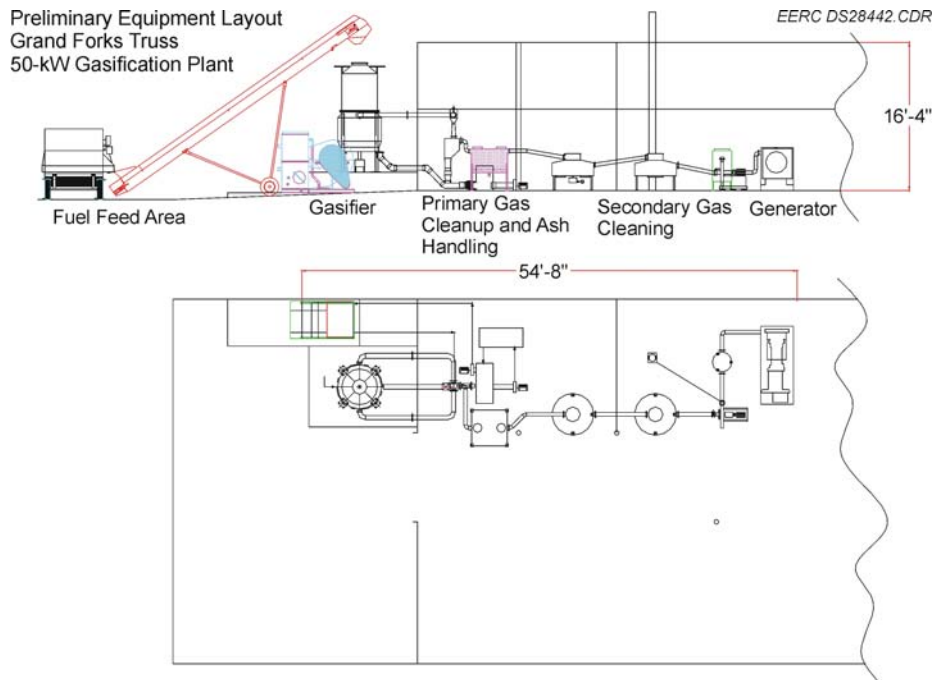 Preliminary Equipment Layout
Grand Forks Truss
50-kW Gasification Plant
EERC DS28442.CDR
16'-4"
Fuel Feed Area
Gasifier
Primary Gas
Cleanup and Ash
Handling
Secondary Gas
Cleaning
Generator
54'-8"